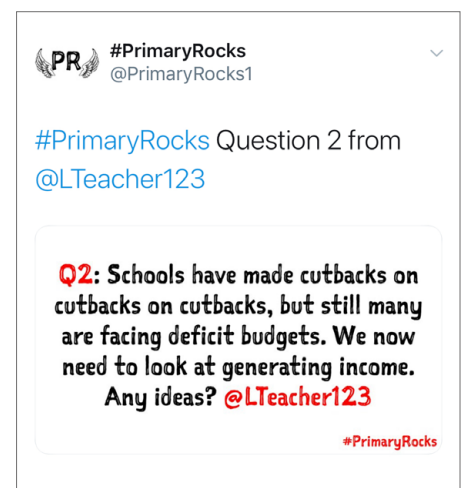 PR
#PrimaryRocks
@PrimaryRocks1
#PrimaryRocks Question 2 from
@LTeacher123
Q2: Schools have made cutbacks on
cutbacks on cutbacks, but still many
are facing deficit budgets. We now
need to look at generating income.
Any ideas? @LTeacher123
#PrimaryRocks